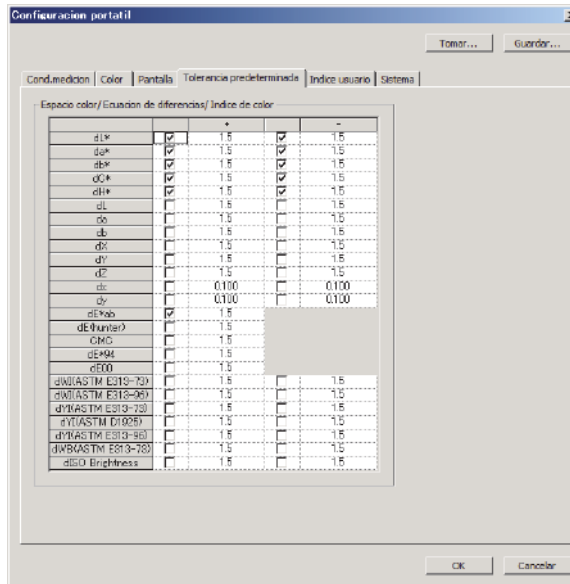 Configuracion portatil
Tomar... Guardar...
Cond.medicion Color Pantalla Tolerancia predeterminada Indice usuario Sistema
Espacio color/ Ecuacion de diferencias/ Indice de color
+ -
dL* 1.5 1.5
da* 1.5 1.5
db* 1.5 1.5
dC* 1.5 1.5
dH* 1.5 1.5
dL 1.5 1.5
da 1.5 1.5
db 1.5 1.5
dX 1.5 1.5
dY 1.5 1.5
dZ 1.5 1.5
dx 0.100 0.100
dy 0.100 0.100
dE*ab 1.5
dE(hunter) 1.5
CMC 1.5
dE*94 1.5
dE00 1.5
dWI(ASTM E313-73) 1.5 1.5
dWI(ASTM E313-96) 1.5 1.5
dYI(ASTM E313-73) 1.5 1.5
dYI(ASTM D1925) 1.5 1.5
dYI(ASTM E313-96) 1.5 1.5
dWB(ASTM E313-73) 1.5 1.5
dISO Brightness 1.5 1.5
OK Cancelar